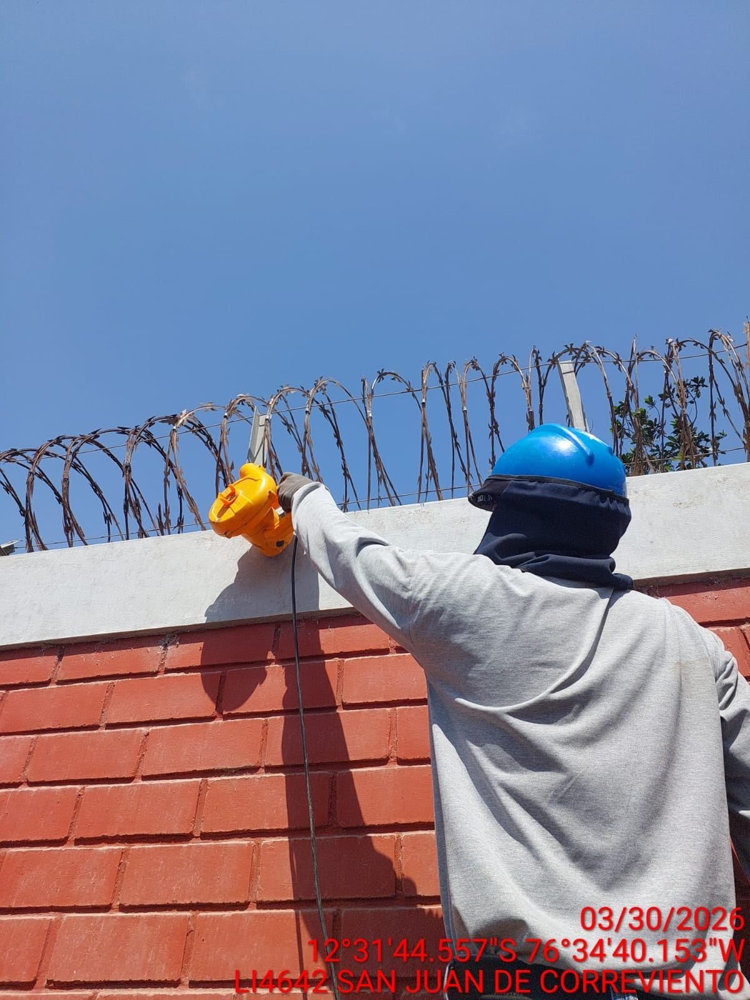 03/30/2026
12°31'44.557"S 76°34'40.153"W
LI4642 SAN JUAN DE CORREVIENTO